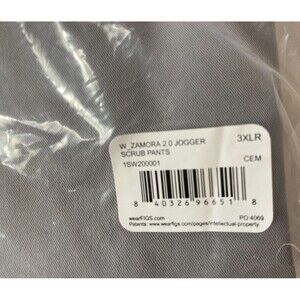 W_ZAMORA 2.0 JOGGER 3XLR
SCRUB PANTS
1SW200001 CEM
8 40326 96651 8
wearFIGS.com PO 4069
Patents: www.wearfigs.com/pages/intellectual-property